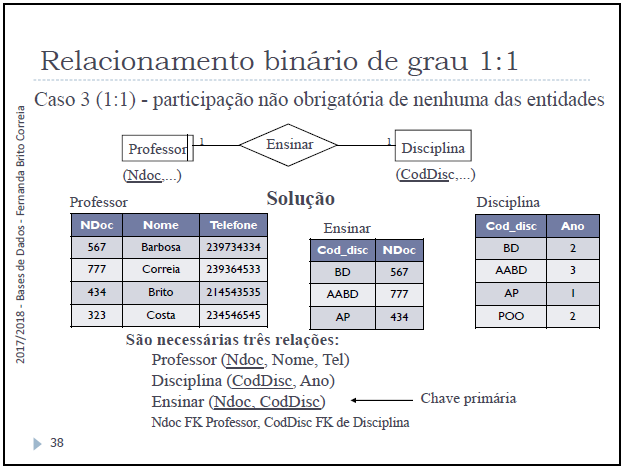 Relacionamento binário de grau 1:1
Caso 3 (1:1) - participação não obrigatória de nenhuma das entidades
2017/2018 - Bases de Dados - Fernanda Brito Correia
Professor 1 Ensinar 1 Disciplina
(Ndoc,...) (CodDisc,...)
Solução
Professor
NDoc Nome Telefone
567 Barbosa 239734334
777 Correia 239364533
434 Brito 214543535
323 Costa 234546545
Ensinar
Cod_disc NDoc
BD 567
AABD 777
AP 434
Disciplina
Cod_disc Ano
BD 2
AABD 3
AP 1
POO 2
São necessárias três relações:
Professor (Ndoc, Nome, Tel)
Disciplina (CodDisc, Ano)
Ensinar (Ndoc, CodDisc) Chave primária
Ndoc FK Professor, CodDisc FK de Disciplina
38